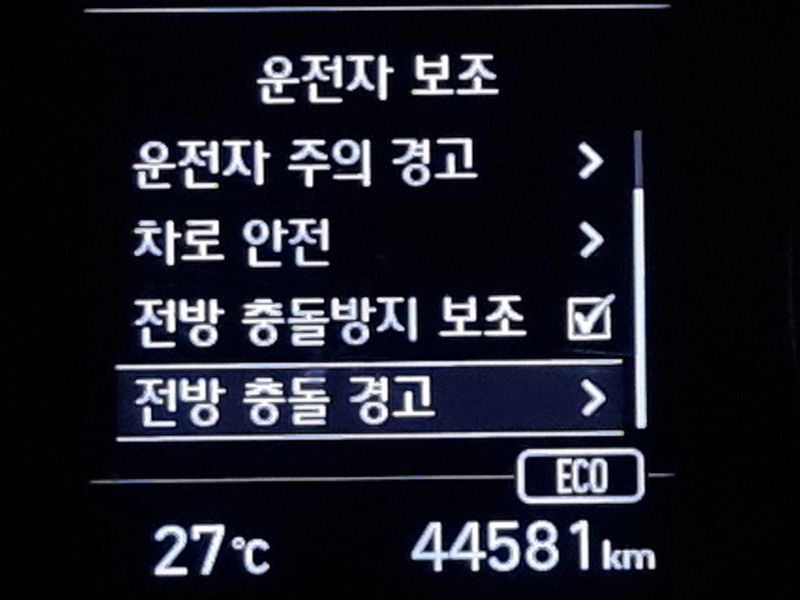 운전자 보조
운전자 주의 경고 >
차로 안전 >
전방 충돌방지 보조 ☑
전방 충돌 경고 >
ECO
27℃ 44581km